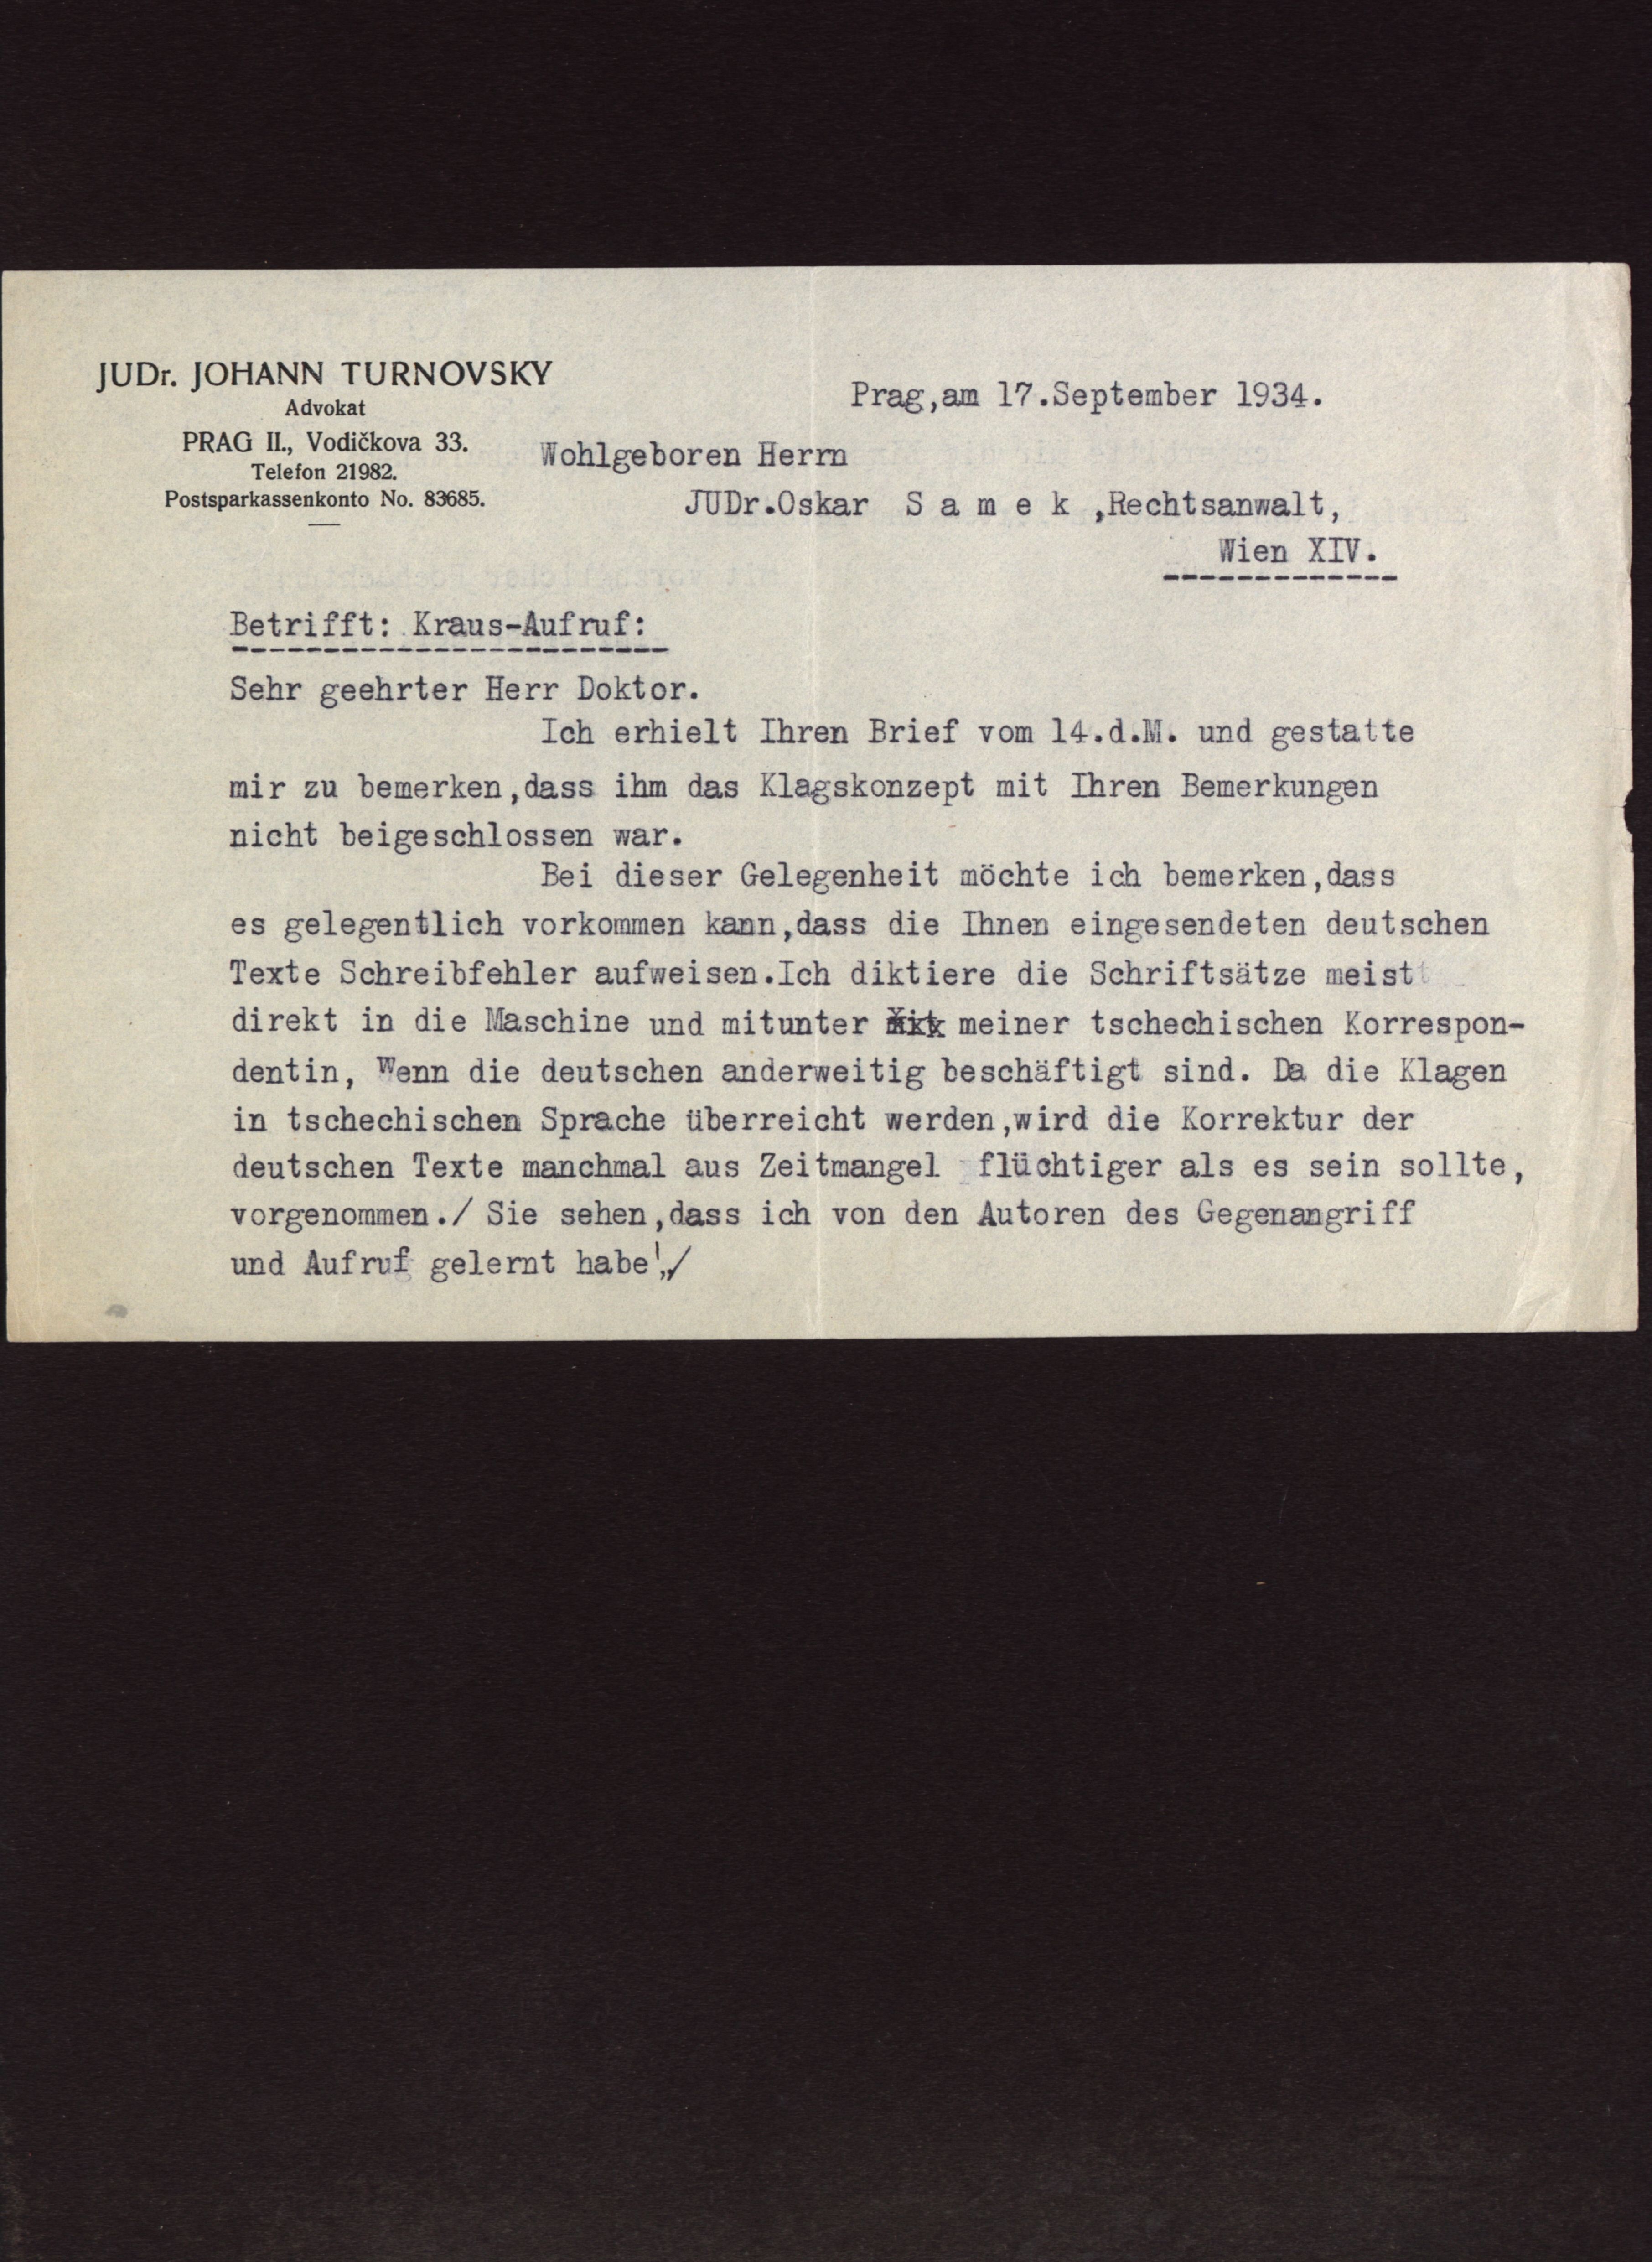 JUDr. JOHANN TURNOVSKY
Advokat
PRAG II., Vodičkova 33.
Telefon 21982.
Postsparkassenkonto No. 83685.
Prag,am 17.September 1934.
Wohlgeboren Herrn
JUDr.Oskar S a m e k ,Rechtsanwalt,
Wien XIV.
Betrifft: Kraus-Aufruf:
Sehr geehrter Herr Doktor.
Ich erhielt Ihren Brief vom 14.d.M. und gestatte
mir zu bemerken,dass ihm das Klagskonzept mit Ihren Bemerkungen
nicht beigeschlossen war.
Bei dieser Gelegenheit möchte ich bemerken,dass
es gelegentlich vorkommen kann,dass die Ihnen eingesendeten deutschen
Texte Schreibfehler aufweisen.Ich diktiere die Schriftsätze meist
direkt in die Maschine und mitunter meiner tschechischen Korrespon-
dentin, Wenn die deutschen anderweitig beschäftigt sind. Da die Klagen
in tschechischen Sprache überreicht werden,wird die Korrektur der
deutschen Texte manchmal aus Zeitmangel flüchtiger als es sein sollte,
vorgenommen./ Sie sehen,dass ich von den Autoren des Gegenangriff
und Aufruf gelernt habe!,/